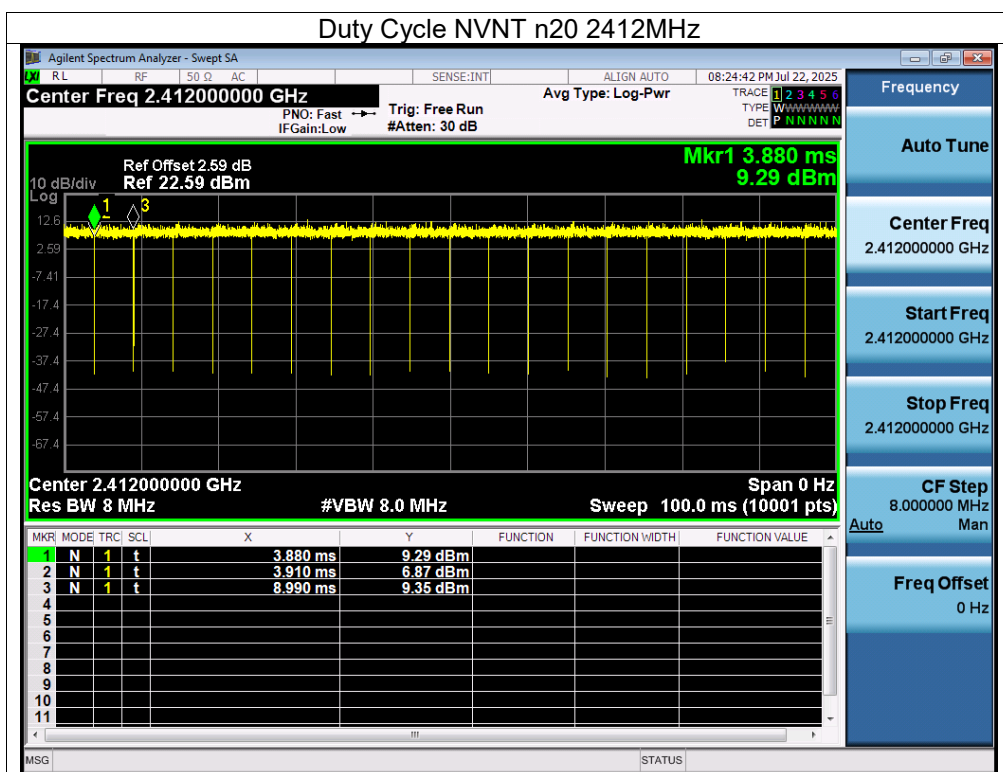 Duty Cycle NVNT n20 2412MHz
Agilent Spectrum Analyzer - Swept SA
LXI RL RF 50 Ω AC SENSE:INT ALIGN AUTO 08:24:42 PM Jul 22, 2025
Center Freq 2.412000000 GHz Avg Type: Log-Pwr TRACE 1 2 3 4 5 6
PNO: Fast Trig: Free Run TYPE WWWWWW
IFGain:Low #Atten: 30 dB DET P N N N N N
Mkr1 3.880 ms
Ref Offset 2.59 dB
10 dB/div Ref 22.59 dBm 9.29 dBm
Log
1 3
12.6
2.59
-7.41
-17.4
-27.4
-37.4
-47.4
-57.4
-67.4
Center 2.412000000 GHz Span 0 Hz
Res BW 8 MHz #VBW 8.0 MHz Sweep 100.0 ms (10001 pts)
MKR MODE TRC SCL X Y FUNCTION FUNCTION WIDTH FUNCTION VALUE
1 N 1 t 3.880 ms 9.29 dBm
2 N 1 t 3.910 ms 6.87 dBm
3 N 1 t 8.990 ms 9.35 dBm
4
5
6
7
8
9
10
11
MSG STATUS
Frequency
Auto Tune
Center Freq
2.412000000 GHz
Start Freq
2.412000000 GHz
Stop Freq
2.412000000 GHz
CF Step
8.000000 MHz
Auto Man
Freq Offset
0 Hz